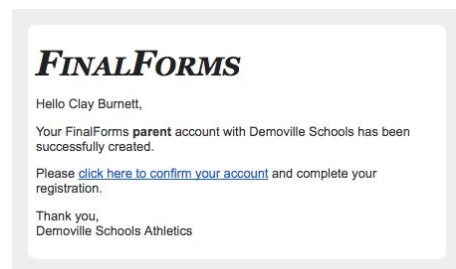 FINALFORMS
Hello Clay Burnett,
Your FinalForms parent account with Demoville Schools has been
successfully created.
Please click here to confirm your account and complete your
registration.
Thank you,
Demoville Schools Athletics